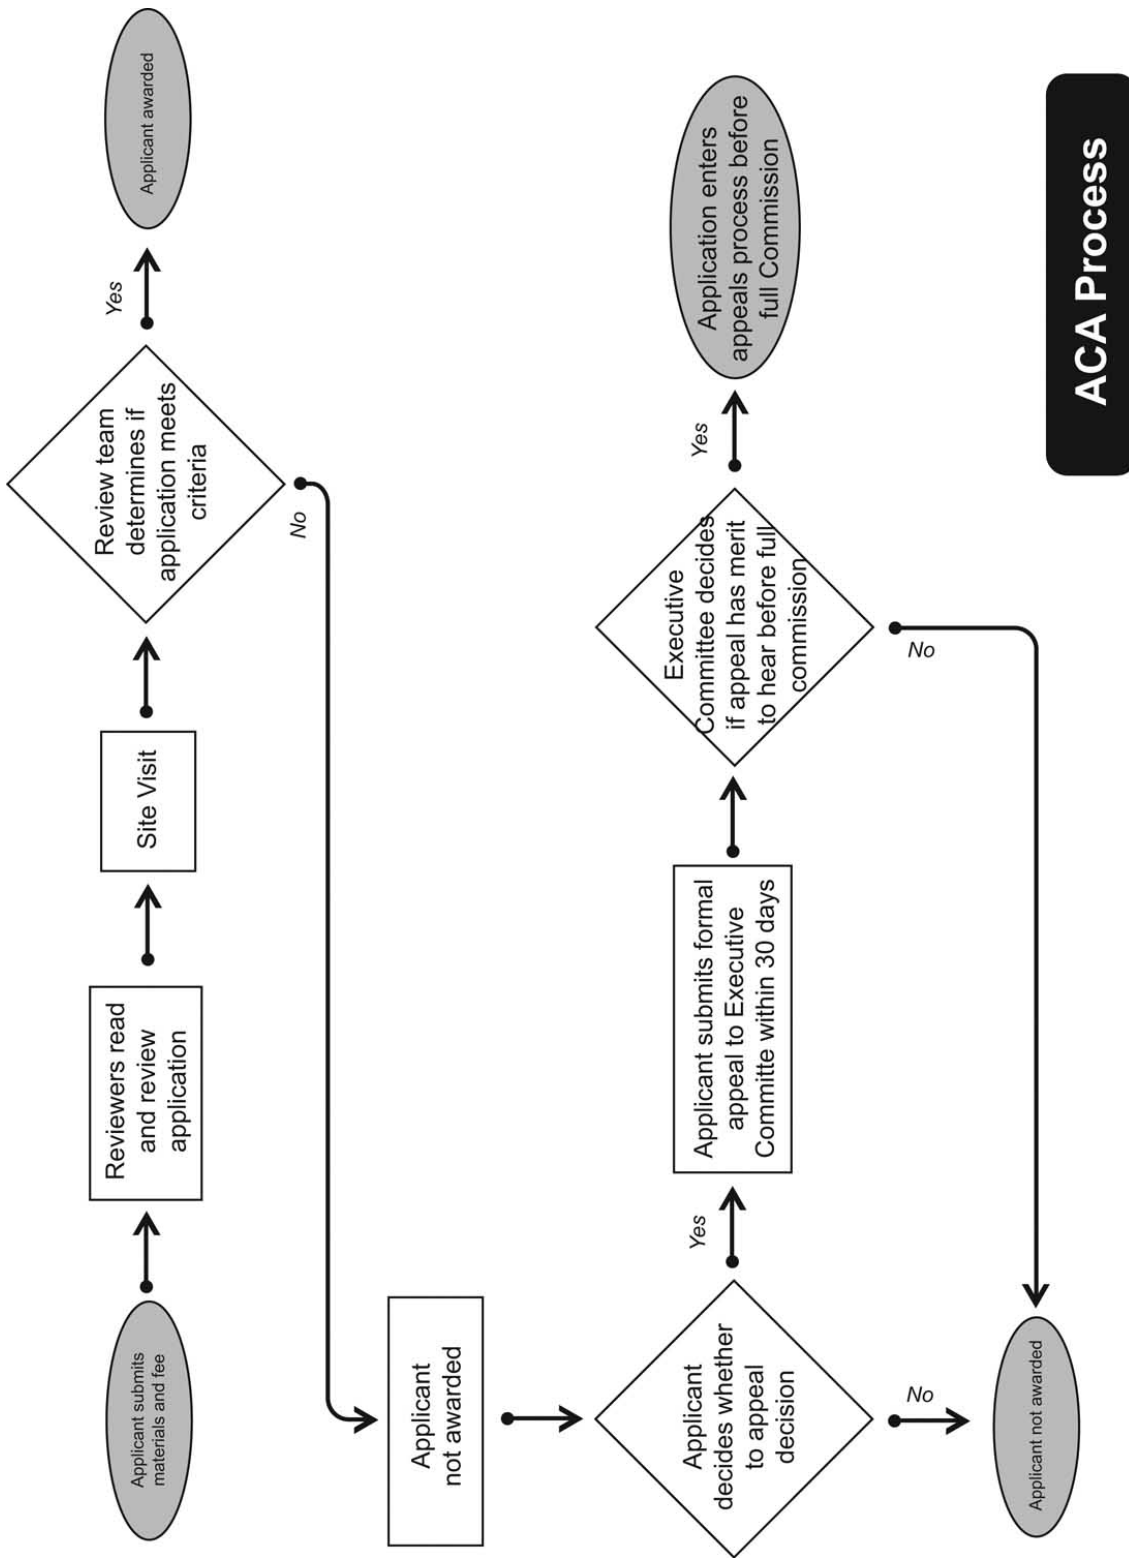 Applicant submits
materials and fee
Reviewers read
and review
application
Site Visit
Review team
determines if
application meets
criteria
Yes
Applicant awarded
No
Applicant
not awarded
Applicant
decides whether
to appeal
decision
Yes
Applicant submits formal
appeal to Executive
Committe within 30 days
Executive
Committee decides
if appeal has merit
to hear before full
commission
Yes
Application enters
appeals process before
full Commission
No
No
Applicant not awarded
ACA Process